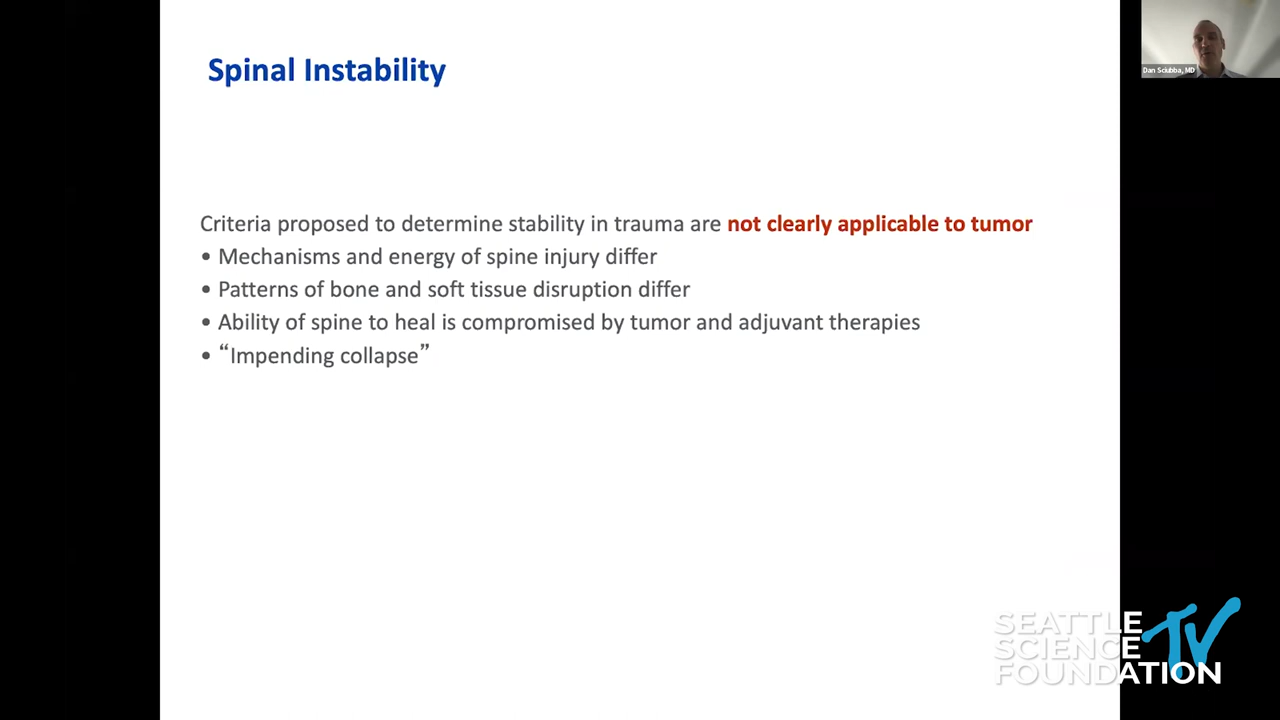 Spinal Instability
Dan Sciubba, MD
Criteria proposed to determine stability in trauma are not clearly applicable to tumor
• Mechanisms and energy of spine injury differ
• Patterns of bone and soft tissue disruption differ
• Ability of spine to heal is compromised by tumor and adjuvant therapies
• “Impending collapse”
SEATTLE
SCIENCE
FOUNDATION
TV